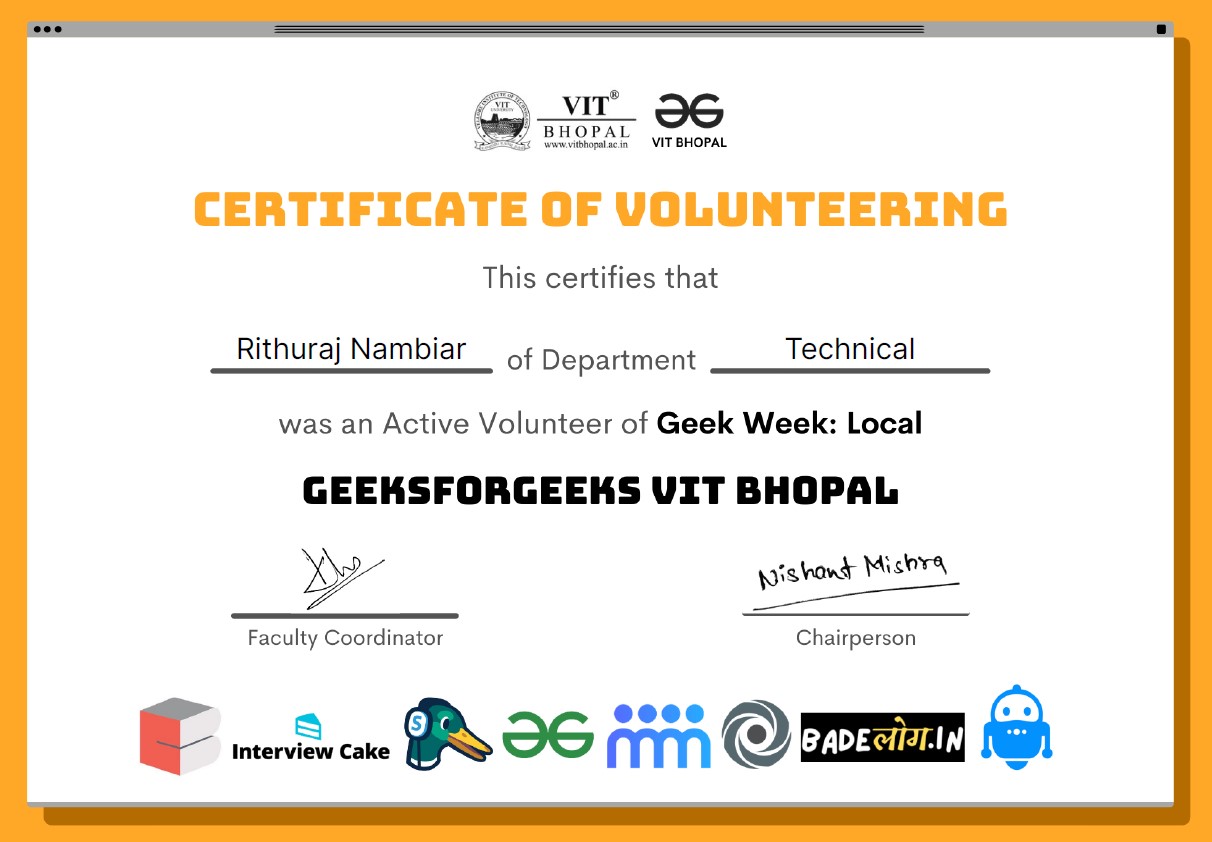 VIT®
BHOPAL
www.vitbhopal.ac.in
VIT BHOPAL
CERTIFICATE OF VOLUNTEERING
This certifies that
Rithuraj Nambiar of Department Technical
was an Active Volunteer of Geek Week: Local
GEEKSFORGEEKS VIT BHOPAL
Nishant Mishra
Faculty Coordinator
Chairperson
S
Interview Cake
BADEलोग.IN